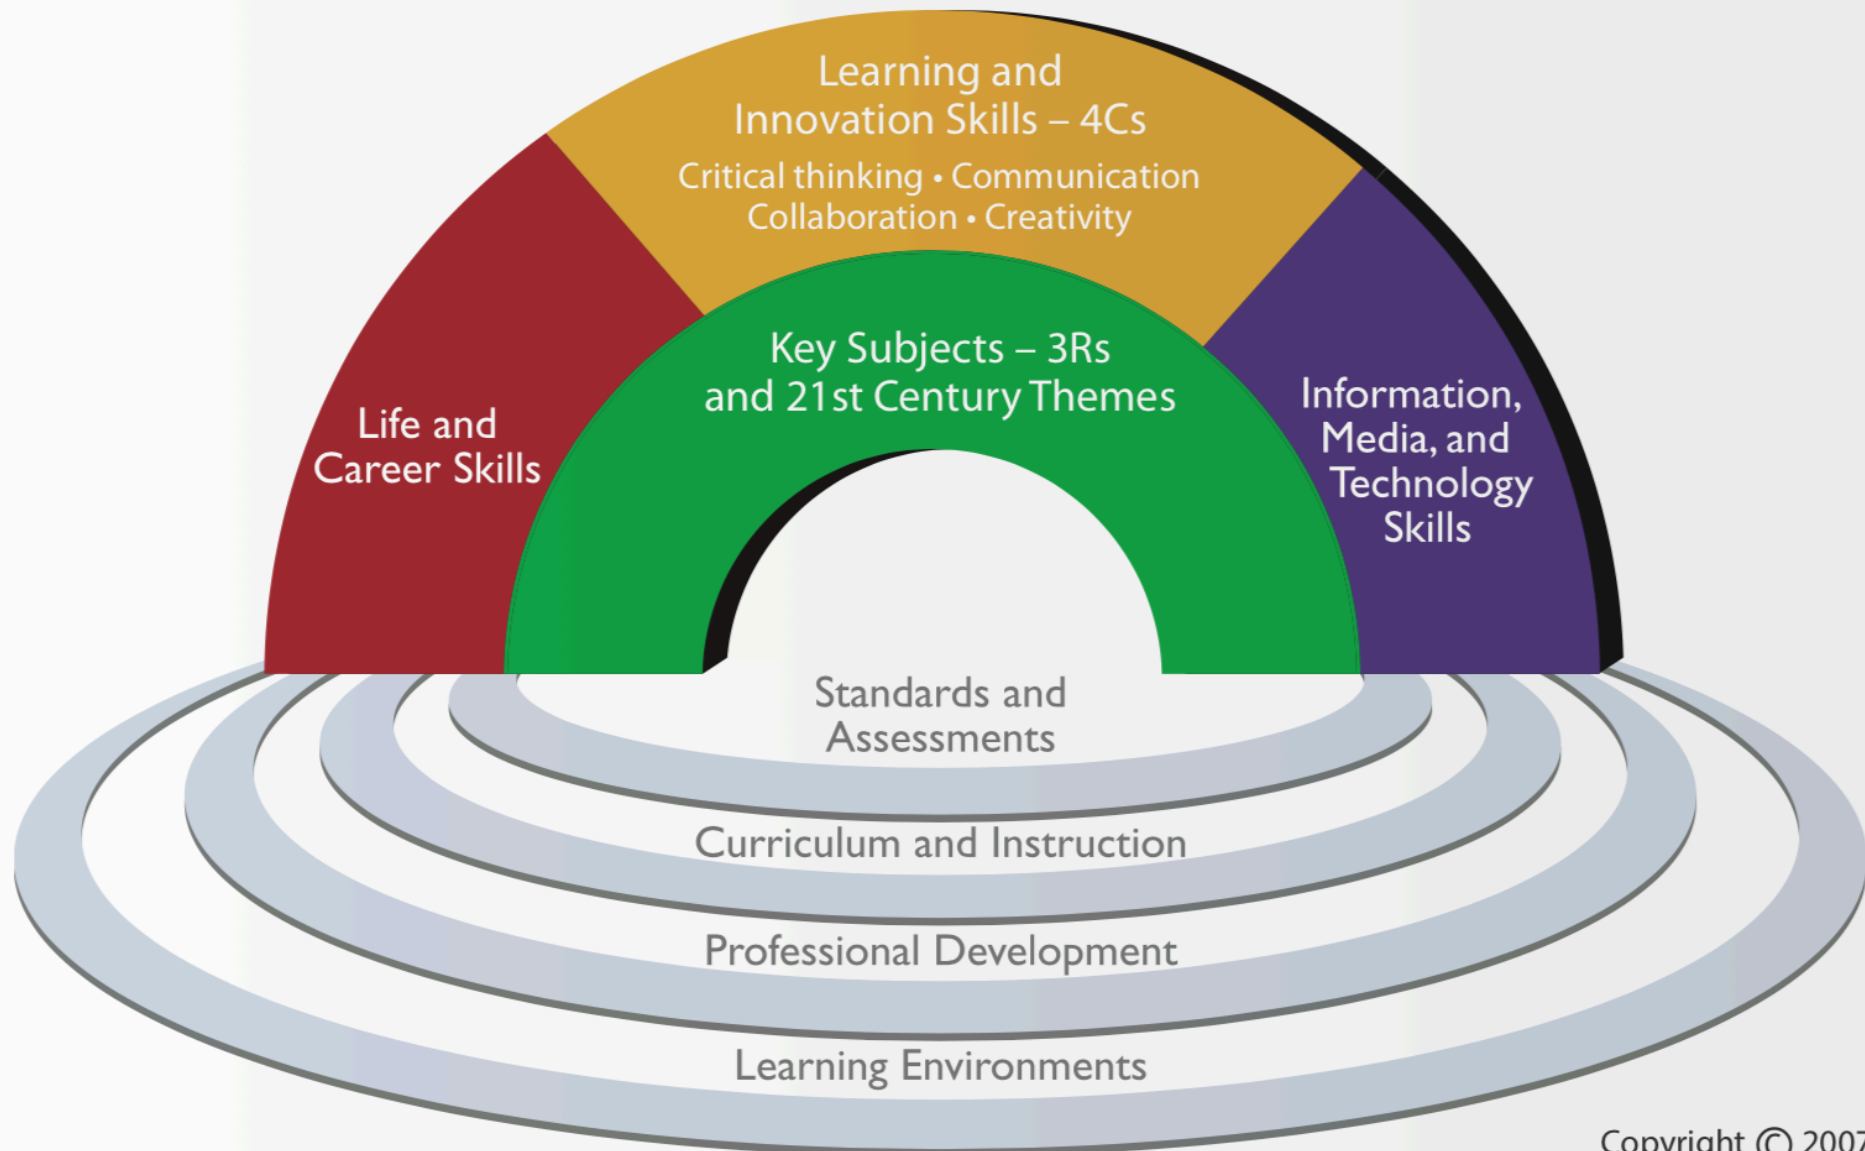 Learning and
Innovation Skills – 4Cs
Critical thinking • Communication
Collaboration • Creativity
Key Subjects – 3Rs
and 21st Century Themes
Life and
Career Skills
Information,
Media, and
Technology
Skills
Standards and
Assessments
Curriculum and Instruction
Professional Development
Learning Environments
Copyright © 2007